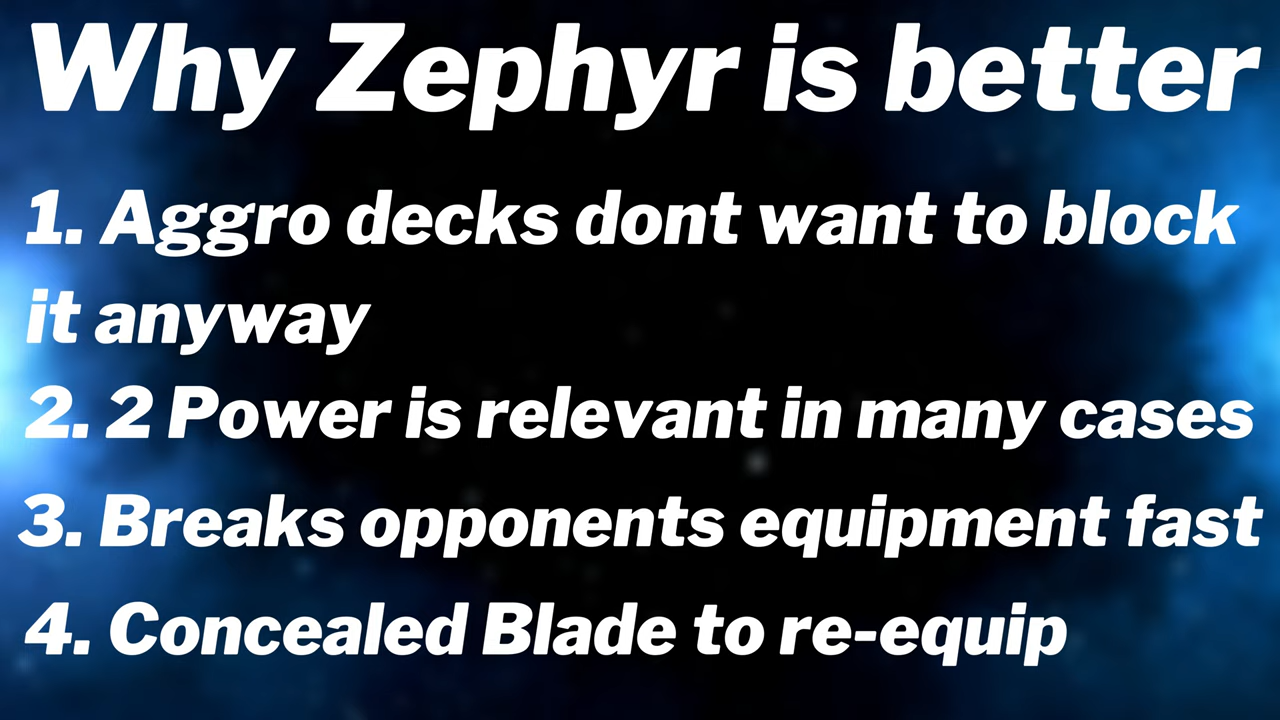 Why Zephyr is better
1. Aggro decks dont want to block
it anyway
2. 2 Power is relevant in many cases
3. Breaks opponents equipment fast
4. Concealed Blade to re-equip